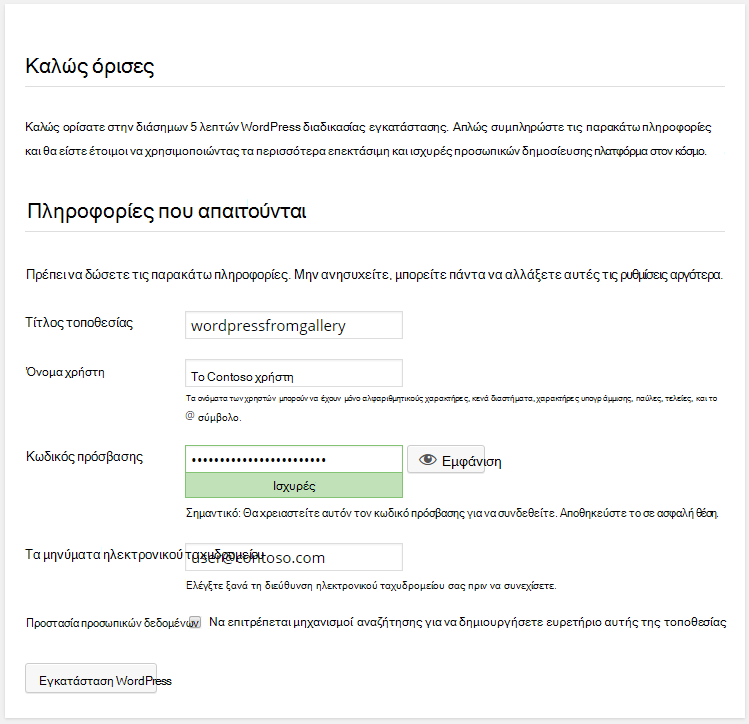 Καλώς όρισες
Καλώς ορίσατε στην διάσημων 5 λεπτών WordPress διαδικασίας εγκατάστασης. Απλώς συμπληρώστε τις παρακάτω πληροφορίες
και θα είστε έτοιμοι να χρησιμοποιώντας τα περισσότερα επεκτάσιμη και ισχυρές προσωπικών δημοσίευσης πλατφόρμα στον κόσμο.
Πληροφορίες που απαιτούνται
Πρέπει να δώσετε τις παρακάτω πληροφορίες. Μην ανησυχείτε, μπορείτε πάντα να αλλάξετε αυτές τις ρυθμίσεις αργότερα.
Τίτλος τοποθεσίας wordpressfromgallery
Όνομα χρήστη Το Contoso χρήστη
Τα ονόματα των χρηστών μπορούν να έχουν μόνο αλφαριθμητικούς χαρακτήρες, κενά διαστήματα, χαρακτήρες υπογράμμισης, παύλες, τελείες, και το
@ σύμβολο.
Κωδικός πρόσβασης •••••••••••••••••••••••• Εμφάνιση
Ισχυρές
Σημαντικό: Θα χρειαστείτε αυτόν τον κωδικό πρόσβασης για να συνδεθείτε. Αποθηκεύστε το σε ασφαλή θέση.
Τα μηνύματα ηλεκτρονικού ταχυδρομείου user@contoso.com
Ελέγξτε ξανά τη διεύθυνση ηλεκτρονικού ταχυδρομείου σας πριν να συνεχίσετε.
Προστασία προσωπικών δεδομένων Να επιτρέπεται μηχανισμοί αναζήτησης για να δημιουργήσετε ευρετήριο αυτής της τοποθεσίας
Εγκατάσταση WordPress